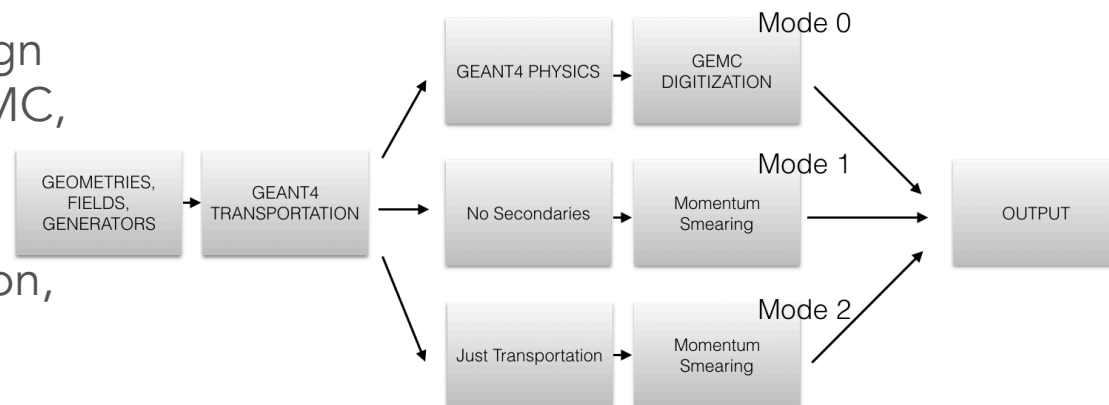 ign
MC,
on,
GEOMETRIES,
FIELDS,
GENERATORS
GEANT4
TRANSPORTATION
Mode 0
GEANT4 PHYSICS
GEMC
DIGITIZATION
Mode 1
No Secondaries
Momentum
Smearing
Mode 2
Just Transportation
Momentum
Smearing
OUTPUT